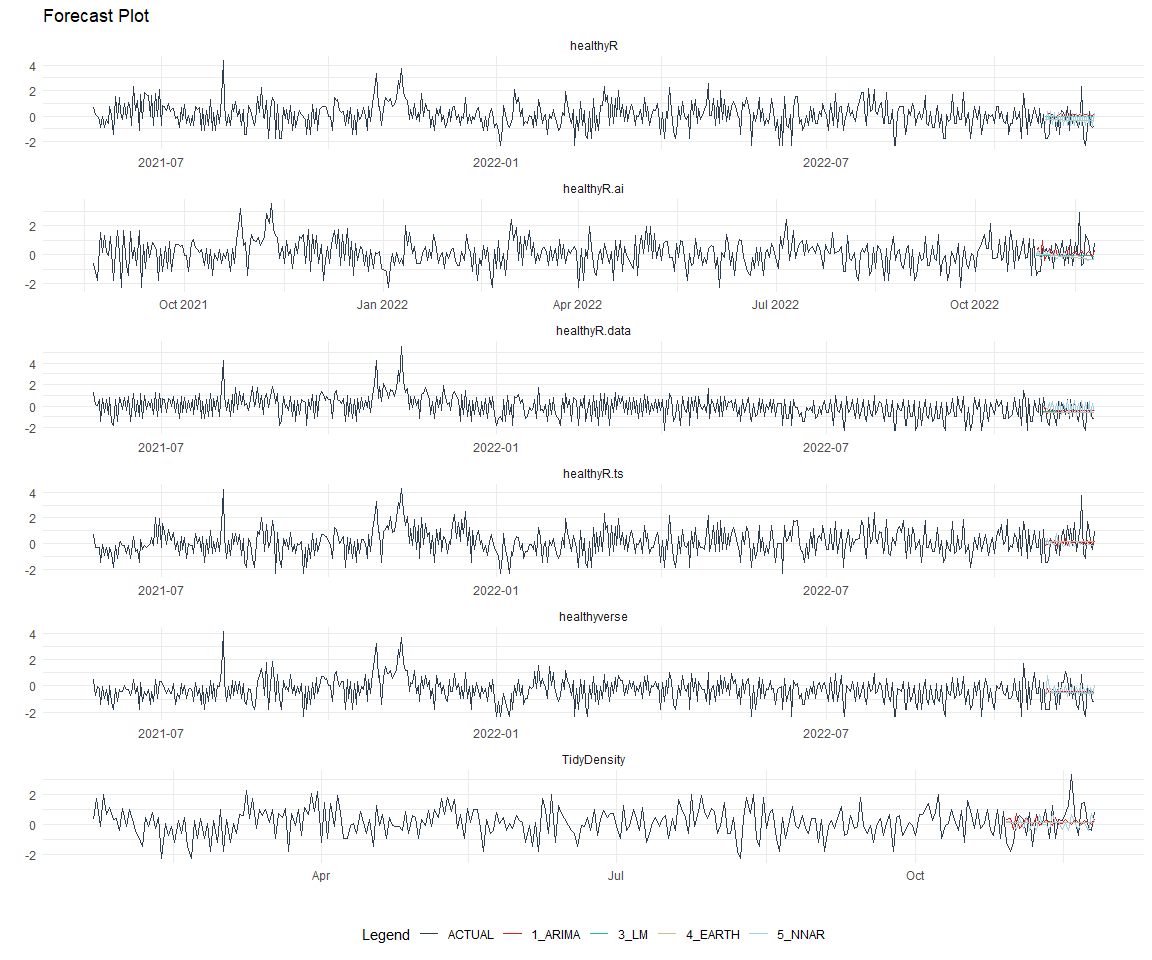 Forecast Plot
healthyR
4
2
0
-2
2021-07 2022-01 2022-07
healthyR.ai
2
0
-2
Oct 2021 Jan 2022 Apr 2022 Jul 2022 Oct 2022
healthyR.data
4
2
0
-2
2021-07 2022-01 2022-07
healthyR.ts
4
2
0
-2
2021-07 2022-01 2022-07
healthyverse
4
2
0
-2
2021-07 2022-01 2022-07
TidyDensity
2
0
-2
Apr Jul Oct
Legend ACTUAL 1_ARIMA 3_LM 4_EARTH 5_NNAR